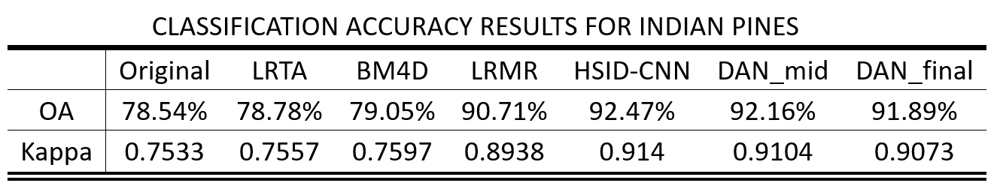 CLASSIFICATION ACCURACY RESULTS FOR INDIAN PINES
Original LRTA BM4D LRMR HSID-CNN DAN_mid DAN_final
OA 78.54% 78.78% 79.05% 90.71% 92.47% 92.16% 91.89%
Kappa 0.7533 0.7557 0.7597 0.8938 0.914 0.9104 0.9073